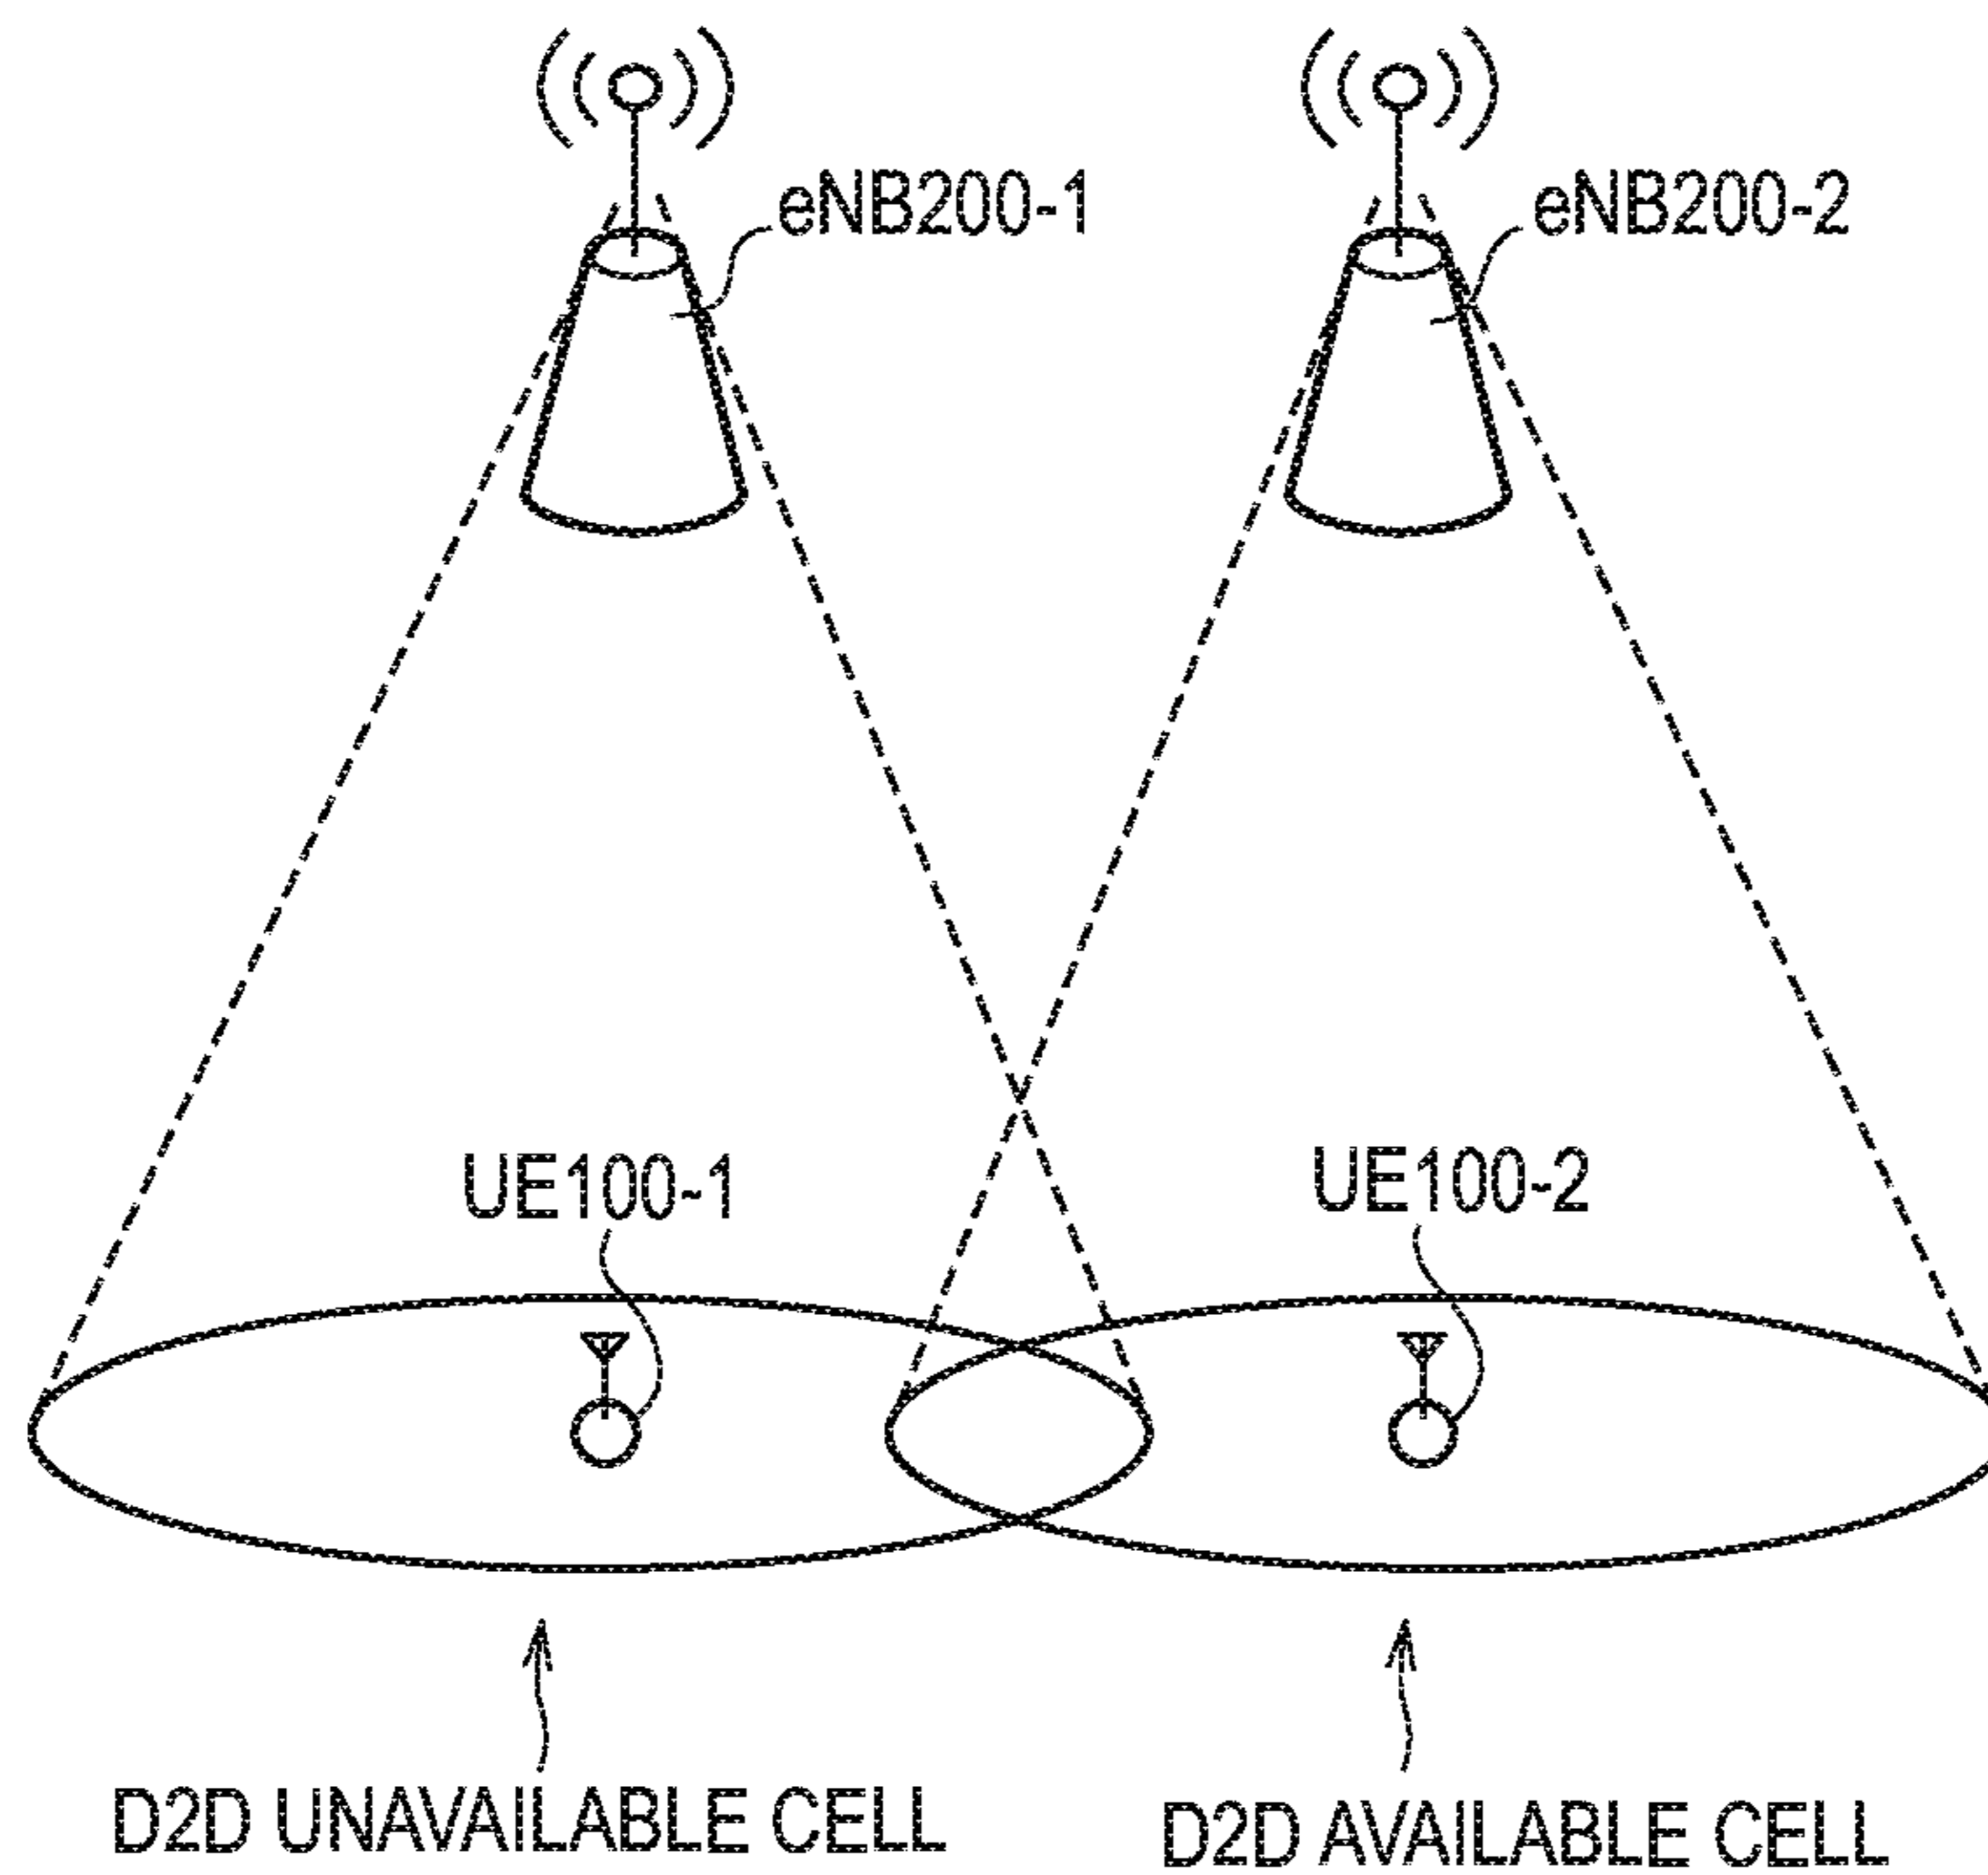 eNB200-1
eNB200-2
UE100-1
UE100-2
D2D UNAVAILABLE CELL
D2D AVAILABLE CELL